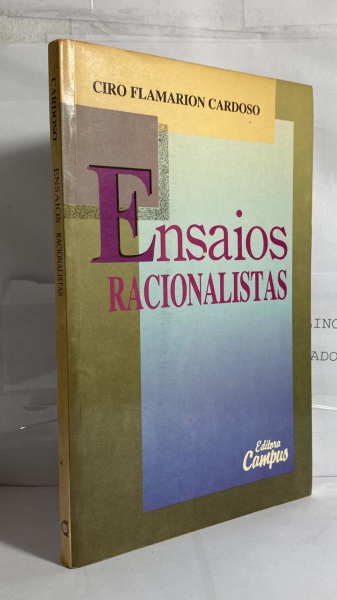 CIRO FLAMARION CARDOSO
Ensaios
RACIONALISTAS
Editora
Campus
CARDOSO ENSAIOS RACIONALISTAS